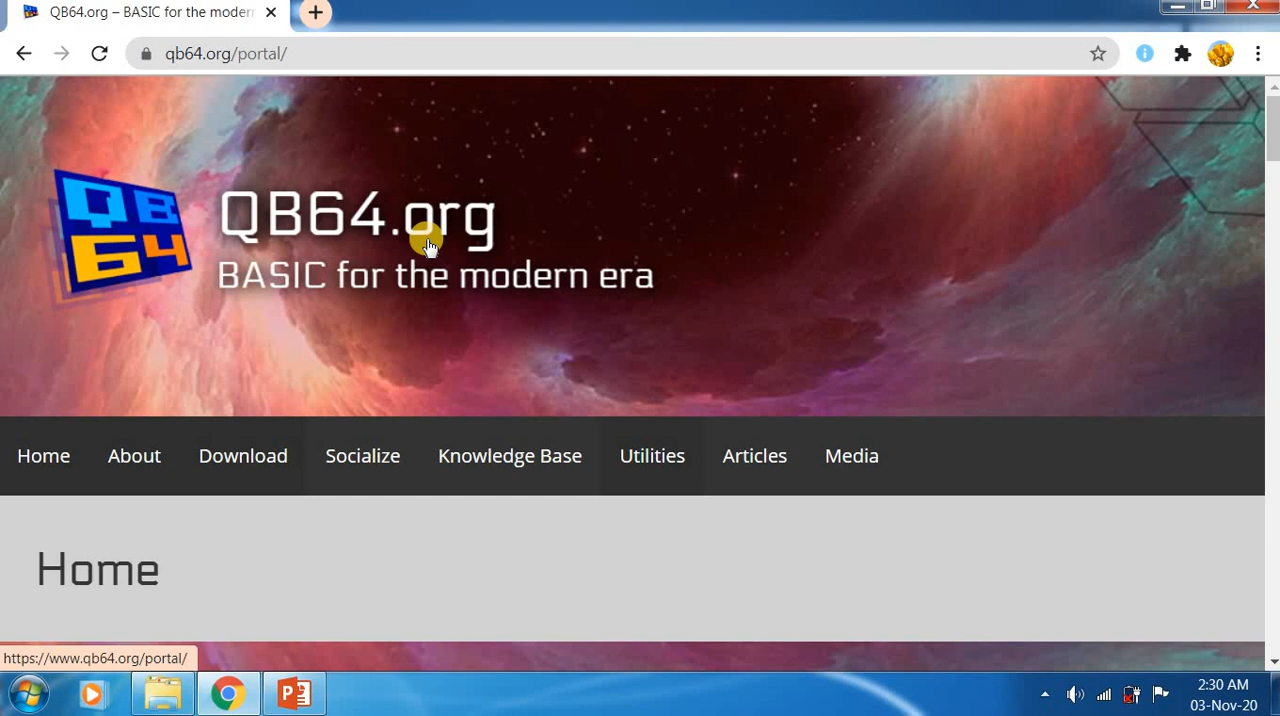 QB64.org – BASIC for the modern
qb64.org/portal/
QB
64
QB64.org
BASIC for the modern era
Home About Download Socialize Knowledge Base Utilities Articles Media
Home
https://www.qb64.org/portal/
2:30 AM
03-Nov-20